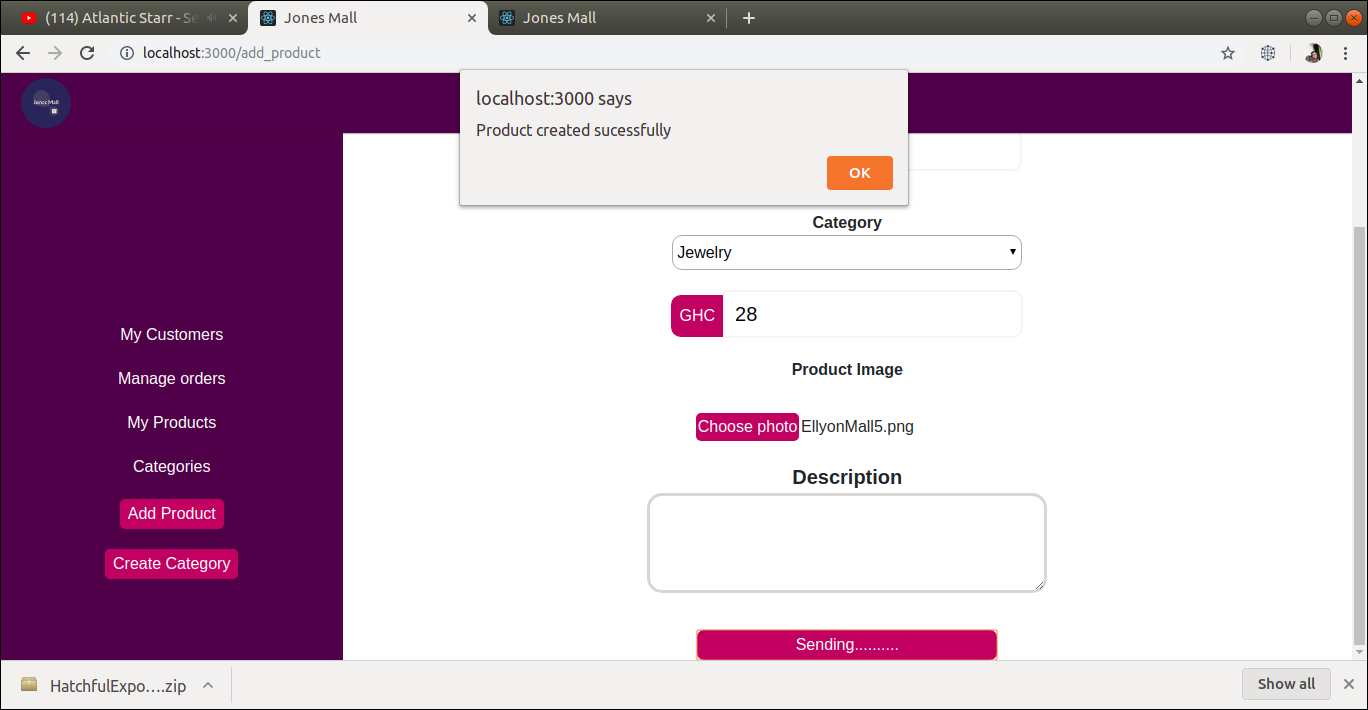 (114) Atlantic Starr - Se
Jones Mall
Jones Mall
localhost:3000/add_product
Jones Mall
localhost:3000 says
Product created sucessfully
OK
Category
Jewelry
GHC 28
Product Image
Choose photo EllyonMall5.png
Description
Sending..........
My Customers
Manage orders
My Products
Categories
Add Product
Create Category
HatchfulExpo....zip
Show all